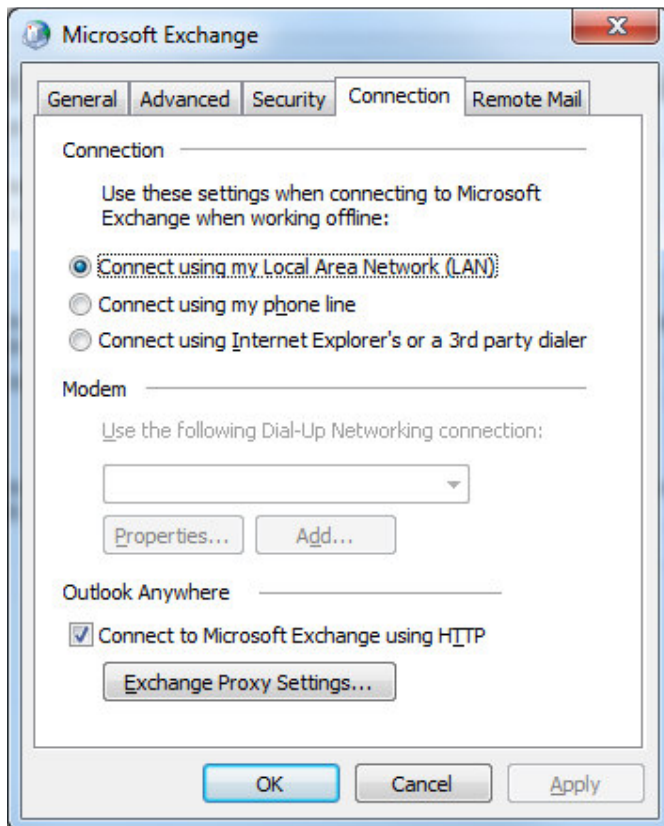 Microsoft Exchange
General Advanced Security Connection Remote Mail
Connection
Use these settings when connecting to Microsoft
Exchange when working offline:
Connect using my Local Area Network (LAN)
Connect using my phone line
Connect using Internet Explorer's or a 3rd party dialer
Modem
Use the following Dial-Up Networking connection:
Properties... Add...
Outlook Anywhere
Connect to Microsoft Exchange using HTTP
Exchange Proxy Settings...
OK Cancel Apply